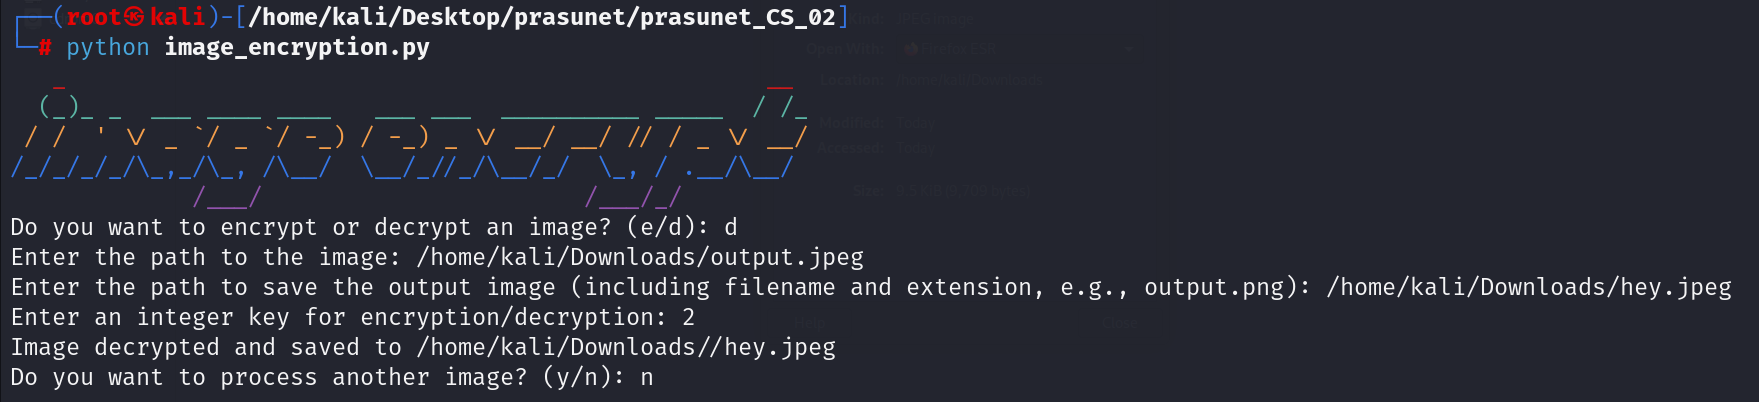 ┌──(root㉿kali)-[/home/kali/Desktop/prasunet/prasunet_CS_02]
└─# python image_encryption.py
image encrypt
Do you want to encrypt or decrypt an image? (e/d): d
Enter the path to the image: /home/kali/Downloads/output.jpeg
Enter the path to save the output image (including filename and extension, e.g., output.png): /home/kali/Downloads/hey.jpeg
Enter an integer key for encryption/decryption: 2
Image decrypted and saved to /home/kali/Downloads//hey.jpeg
Do you want to process another image? (y/n): n